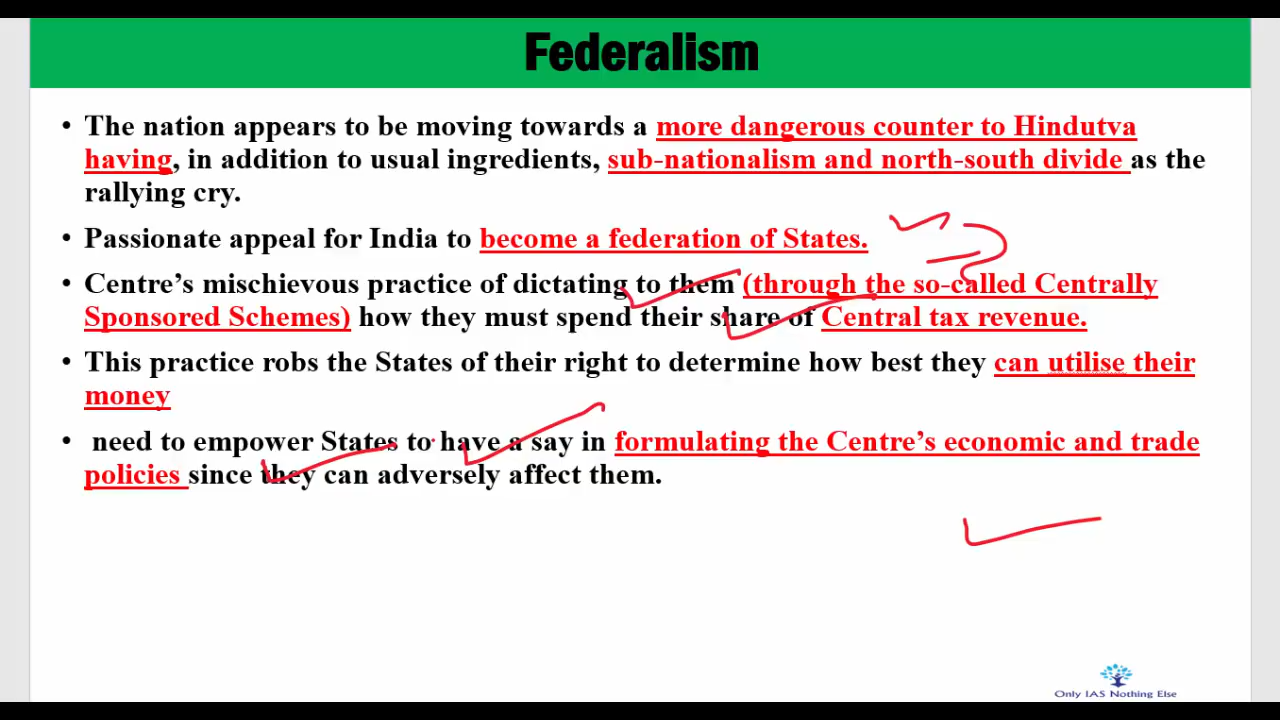 Federalism
• The nation appears to be moving towards a more dangerous counter to Hindutva
having, in addition to usual ingredients, sub-nationalism and north-south divide as the
rallying cry.
• Passionate appeal for India to become a federation of States.
• Centre's mischievous practice of dictating to them (through the so-called Centrally
Sponsored Schemes) how they must spend their share of Central tax revenue.
• This practice robs the States of their right to determine how best they can utilise their
money
• need to empower States to have a say in formulating the Centre's economic and trade
policies since they can adversely affect them.
Only IAS Nothing Else